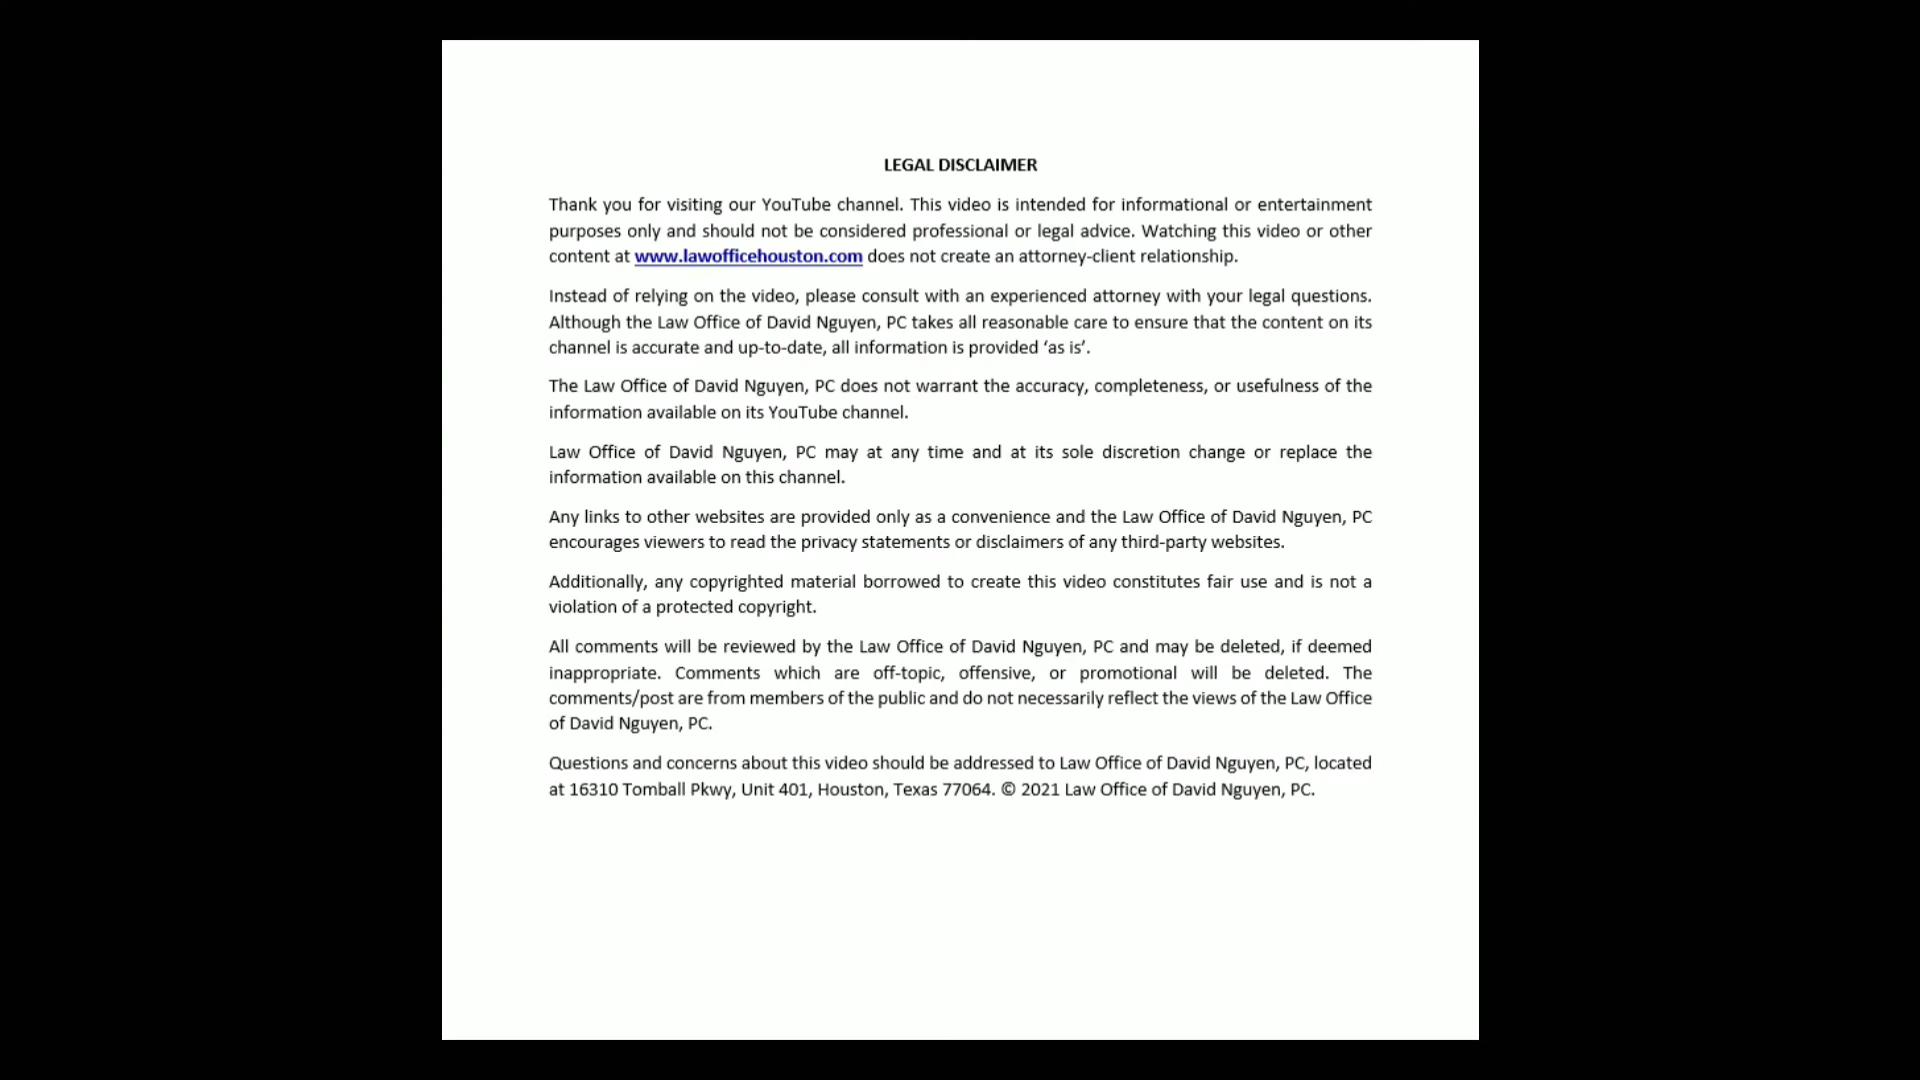 LEGAL DISCLAIMER
Thank you for visiting our YouTube channel. This video is intended for informational or entertainment
purposes only and should not be considered professional or legal advice. Watching this video or other
content at www.lawofficehouston.com does not create an attorney-client relationship.
Instead of relying on the video, please consult with an experienced attorney with your legal questions.
Although the Law Office of David Nguyen, PC takes all reasonable care to ensure that the content on its
channel is accurate and up-to-date, all information is provided ‘as is’.
The Law Office of David Nguyen, PC does not warrant the accuracy, completeness, or usefulness of the
information available on its YouTube channel.
Law Office of David Nguyen, PC may at any time and at its sole discretion change or replace the
information available on this channel.
Any links to other websites are provided only as a convenience and the Law Office of David Nguyen, PC
encourages viewers to read the privacy statements or disclaimers of any third-party websites.
Additionally, any copyrighted material borrowed to create this video constitutes fair use and is not a
violation of a protected copyright.
All comments will be reviewed by the Law Office of David Nguyen, PC and may be deleted, if deemed
inappropriate. Comments which are off-topic, offensive, or promotional will be deleted. The
comments/post are from members of the public and do not necessarily reflect the views of the Law Office
of David Nguyen, PC.
Questions and concerns about this video should be addressed to Law Office of David Nguyen, PC, located
at 16310 Tomball Pkwy, Unit 401, Houston, Texas 77064. © 2021 Law Office of David Nguyen, PC.